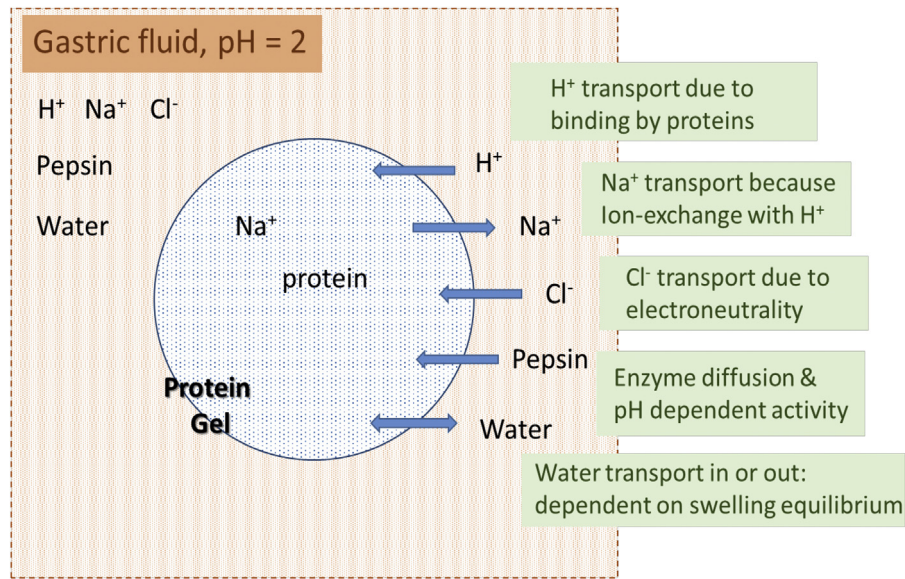 Gastric fluid, pH = 2
H⁺ Na⁺ Cl⁻
Pepsin
Water
Na⁺
protein
Protein
Gel
H⁺
Na⁺
Cl⁻
Pepsin
Water
H⁺ transport due to
binding by proteins
Na⁺ transport because
Ion-exchange with H⁺
Cl⁻ transport due to
electroneutrality
Enzyme diffusion &
pH dependent activity
Water transport in or out:
dependent on swelling equilibrium